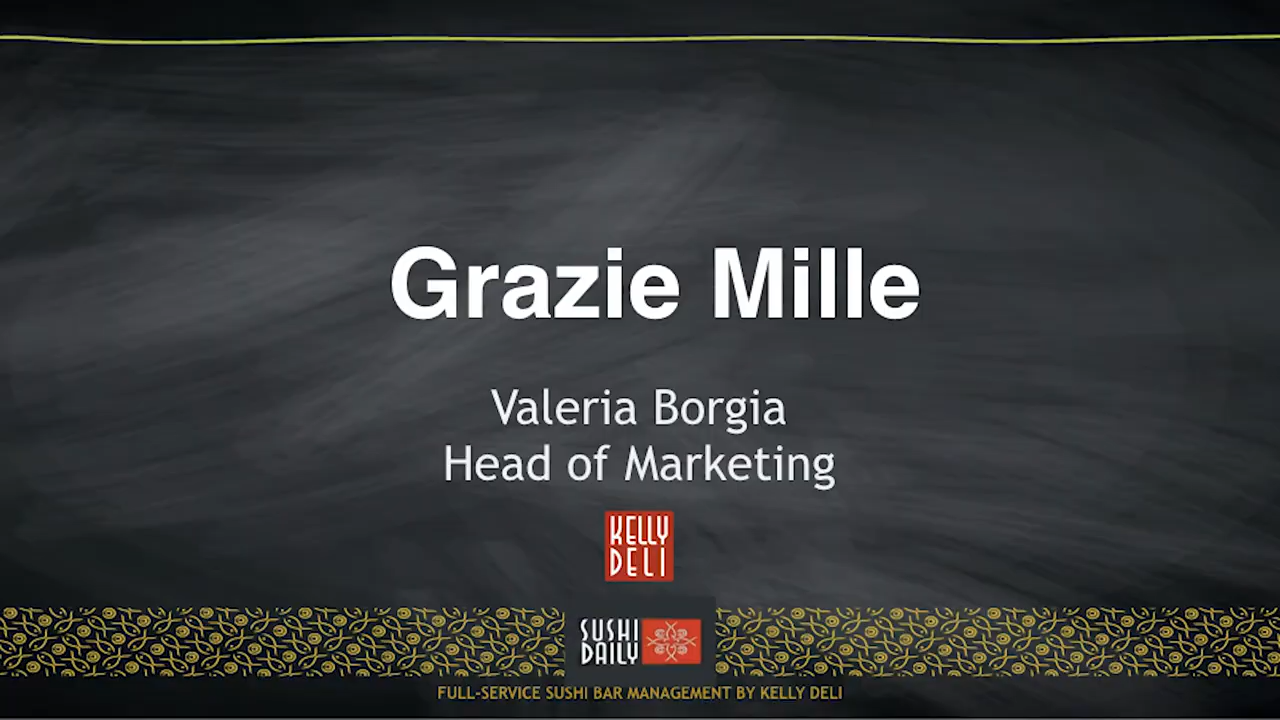 Grazie Mille
Valeria Borgia
Head of Marketing
KELLY
DELI
SUSHI
DAILY
FULL-SERVICE SUSHI BAR MANAGEMENT BY KELLY DELI